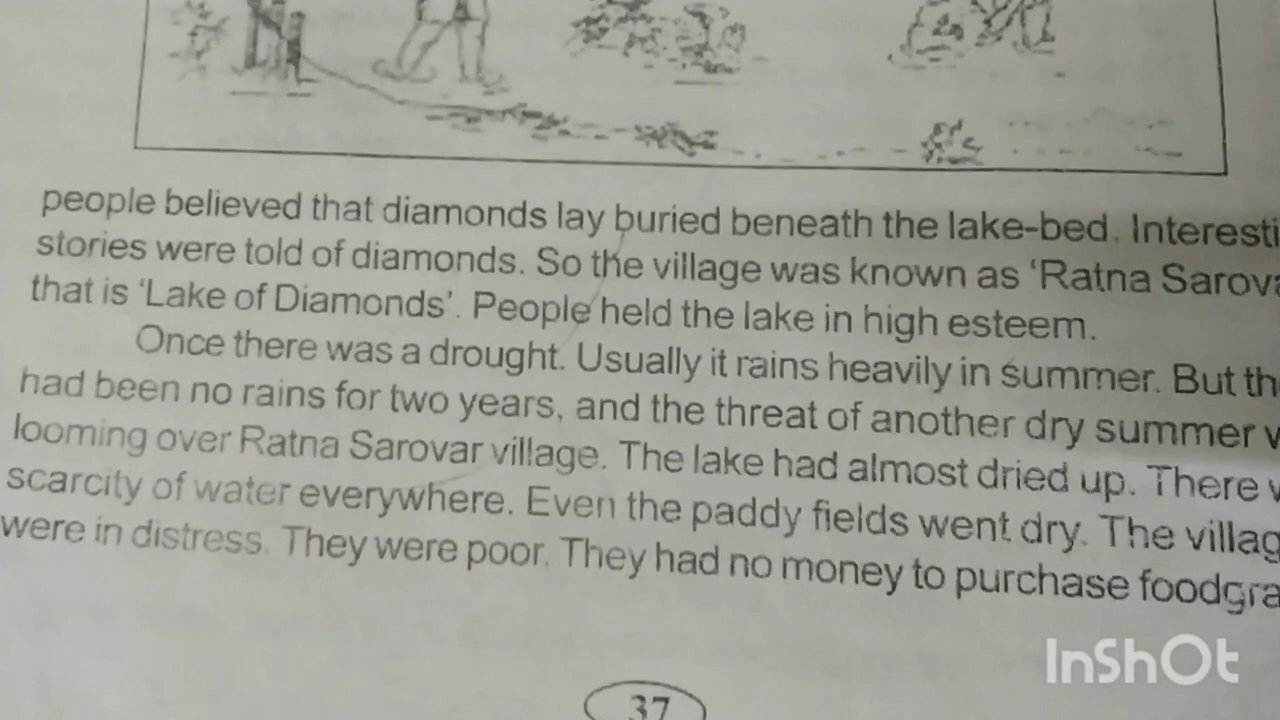 people believed that diamonds lay buried beneath the lake-bed. Interesti
stories were told of diamonds. So the village was known as ‘Ratna Sarova
that is ‘Lake of Diamonds’. People held the lake in high esteem.
Once there was a drought. Usually it rains heavily in summer. But th
had been no rains for two years, and the threat of another dry summer
looming over Ratna Sarovar village. The lake had almost dried up. There
scarcity of water everywhere. Even the paddy fields went dry. The villag
were in distress. They were poor. They had no money to purchase foodgra
37
InShOt